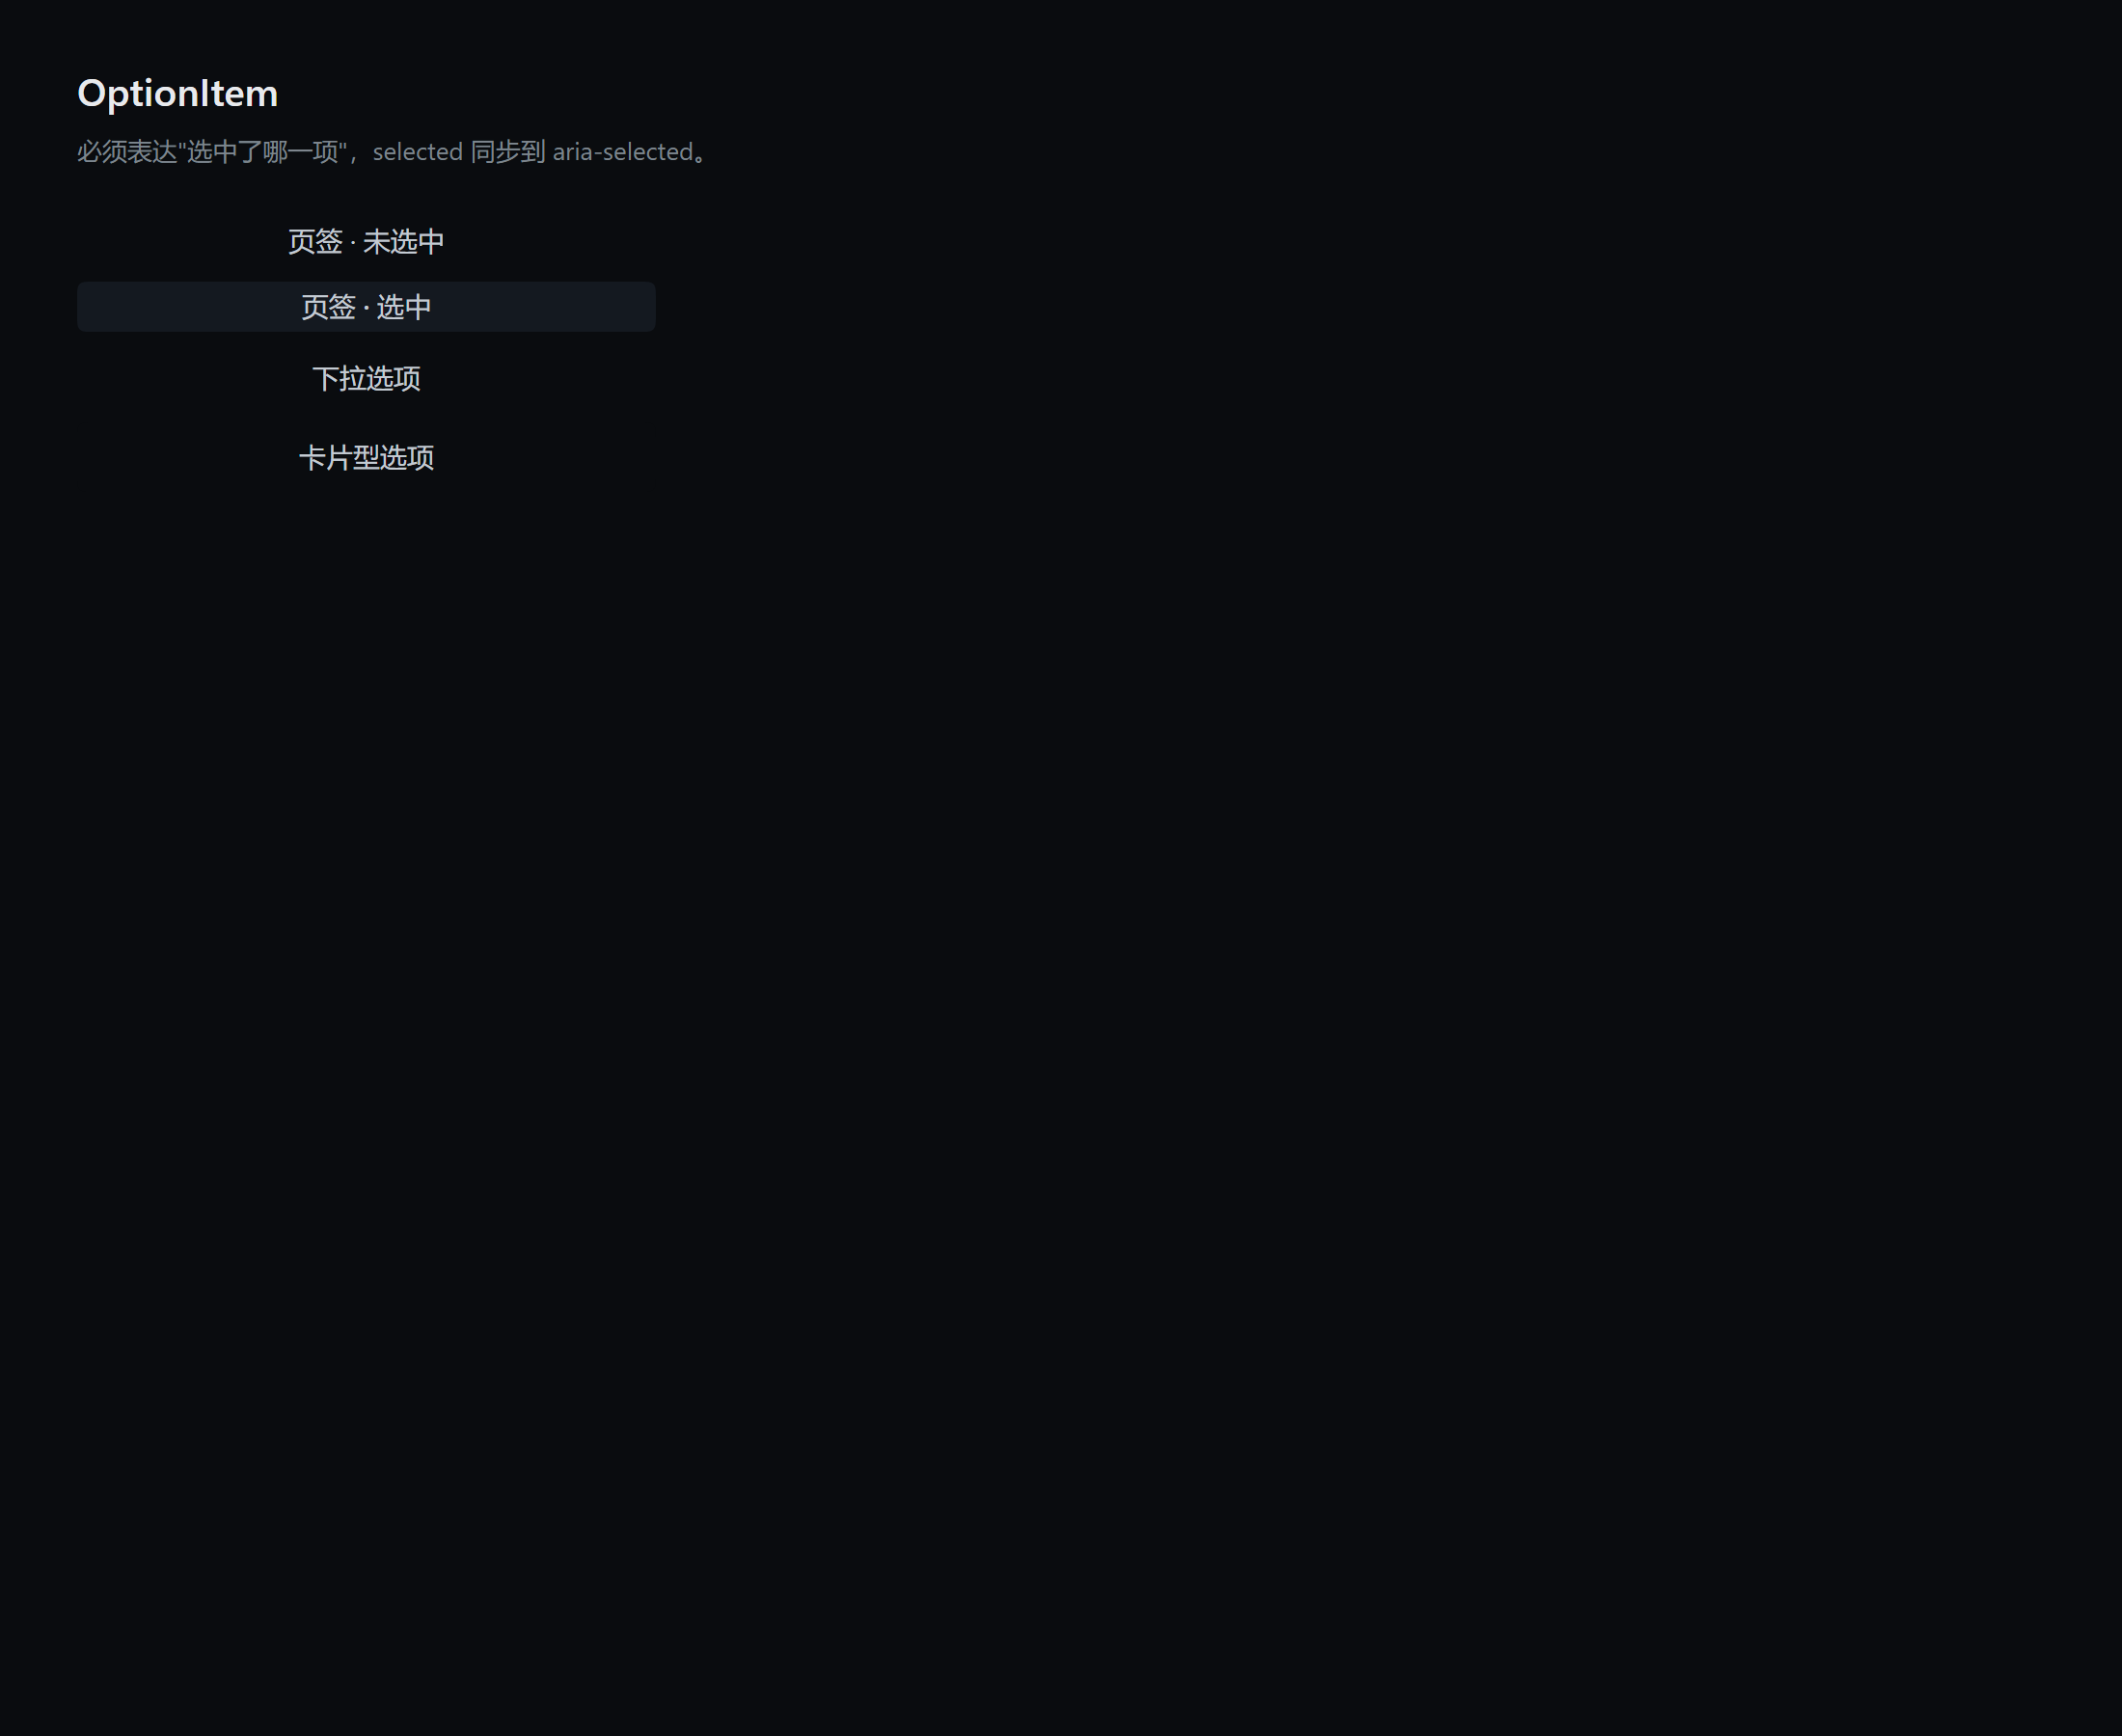 OptionItem
必须表达"选中了哪一项"，selected 同步到 aria-selected。
页签 · 未选中
页签 · 选中
下拉选项
卡片型选项